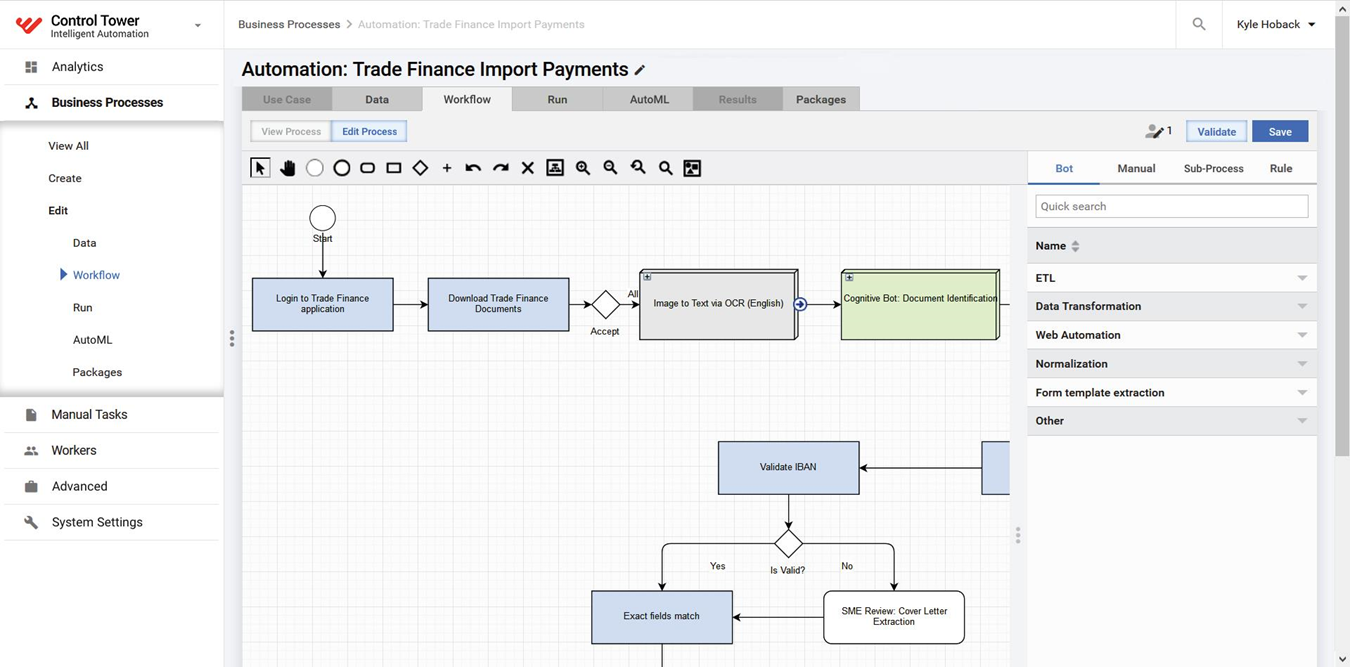 Control Tower
Intelligent Automation
Business Processes > Automation: Trade Finance Import Payments
Kyle Hoback
Analytics
Business Processes
View All
Create
Edit
Data
Workflow
Run
AutoML
Packages
Manual Tasks
Workers
Advanced
System Settings
Automation: Trade Finance Import Payments
Use Case Data Workflow Run AutoML Results Packages
View Process Edit Process
1 Validate Save
Start
Login to Trade Finance
application
Download Trade Finance
Documents
Accept
All
Image to Text via OCR (English)
Cognitive Bot: Document Identification
Validate IBAN
Yes
Is Valid?
No
Exact fields match
SME Review: Cover Letter
Extraction
Bot Manual Sub-Process Rule
Quick search
Name
ETL
Data Transformation
Web Automation
Normalization
Form template extraction
Other